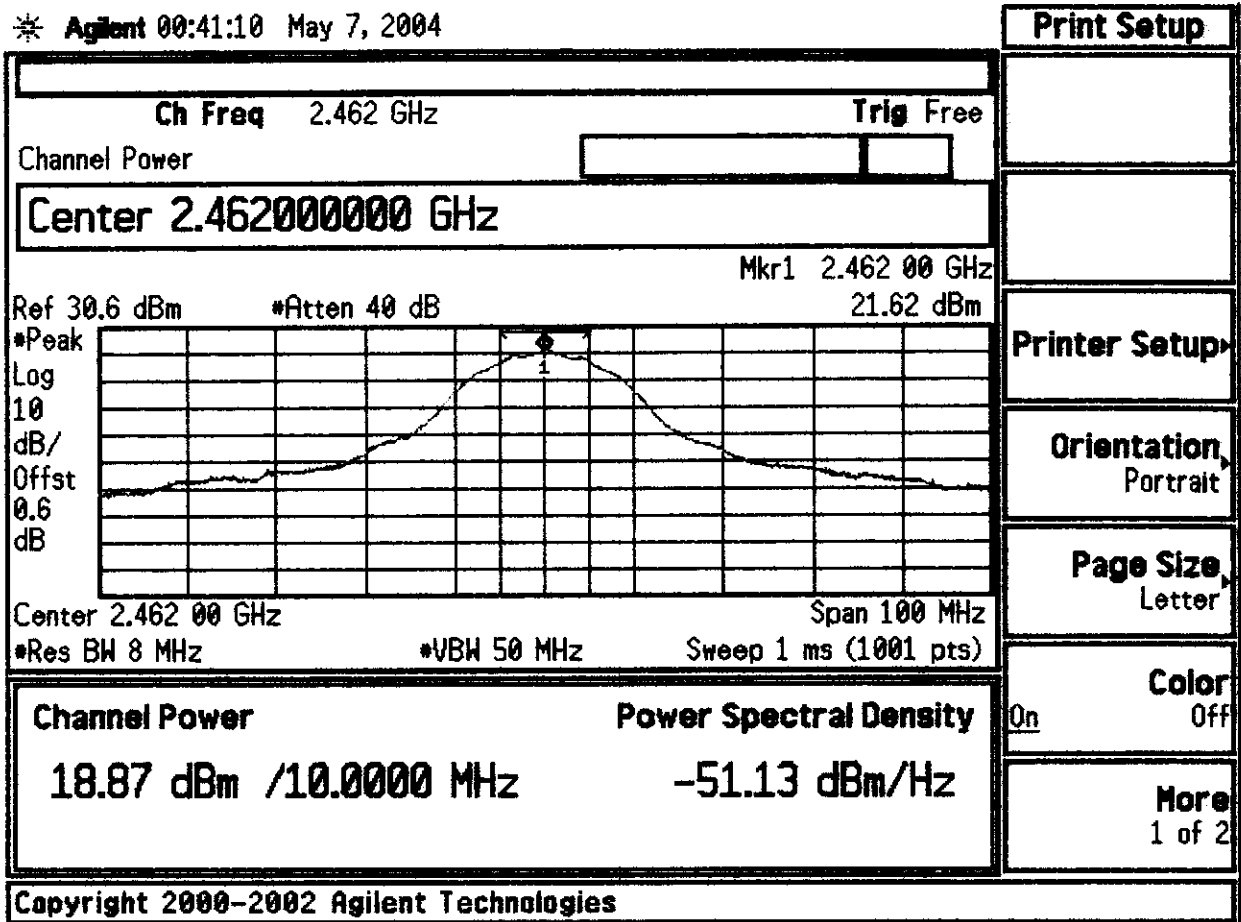 Agilent 00:41:10 May 7, 2004
Print Setup
Ch Freq 2.462 GHz
Trig Free
Channel Power
Center 2.462000000 GHz
Mkr1 2.462 00 GHz
Ref 30.6 dBm #Atten 40 dB 21.62 dBm
#Peak
Log
10
dB/
Offst
0.6
dB
1
Center 2.462 00 GHz Span 100 MHz
#Res BW 8 MHz #VBW 50 MHz Sweep 1 ms (1001 pts)
Channel Power Power Spectral Density
18.87 dBm /10.0000 MHz -51.13 dBm/Hz
Printer Setup
Orientation
Portrait
Page Size
Letter
Color
On Off
More
1 of 2
Copyright 2000-2002 Agilent Technologies